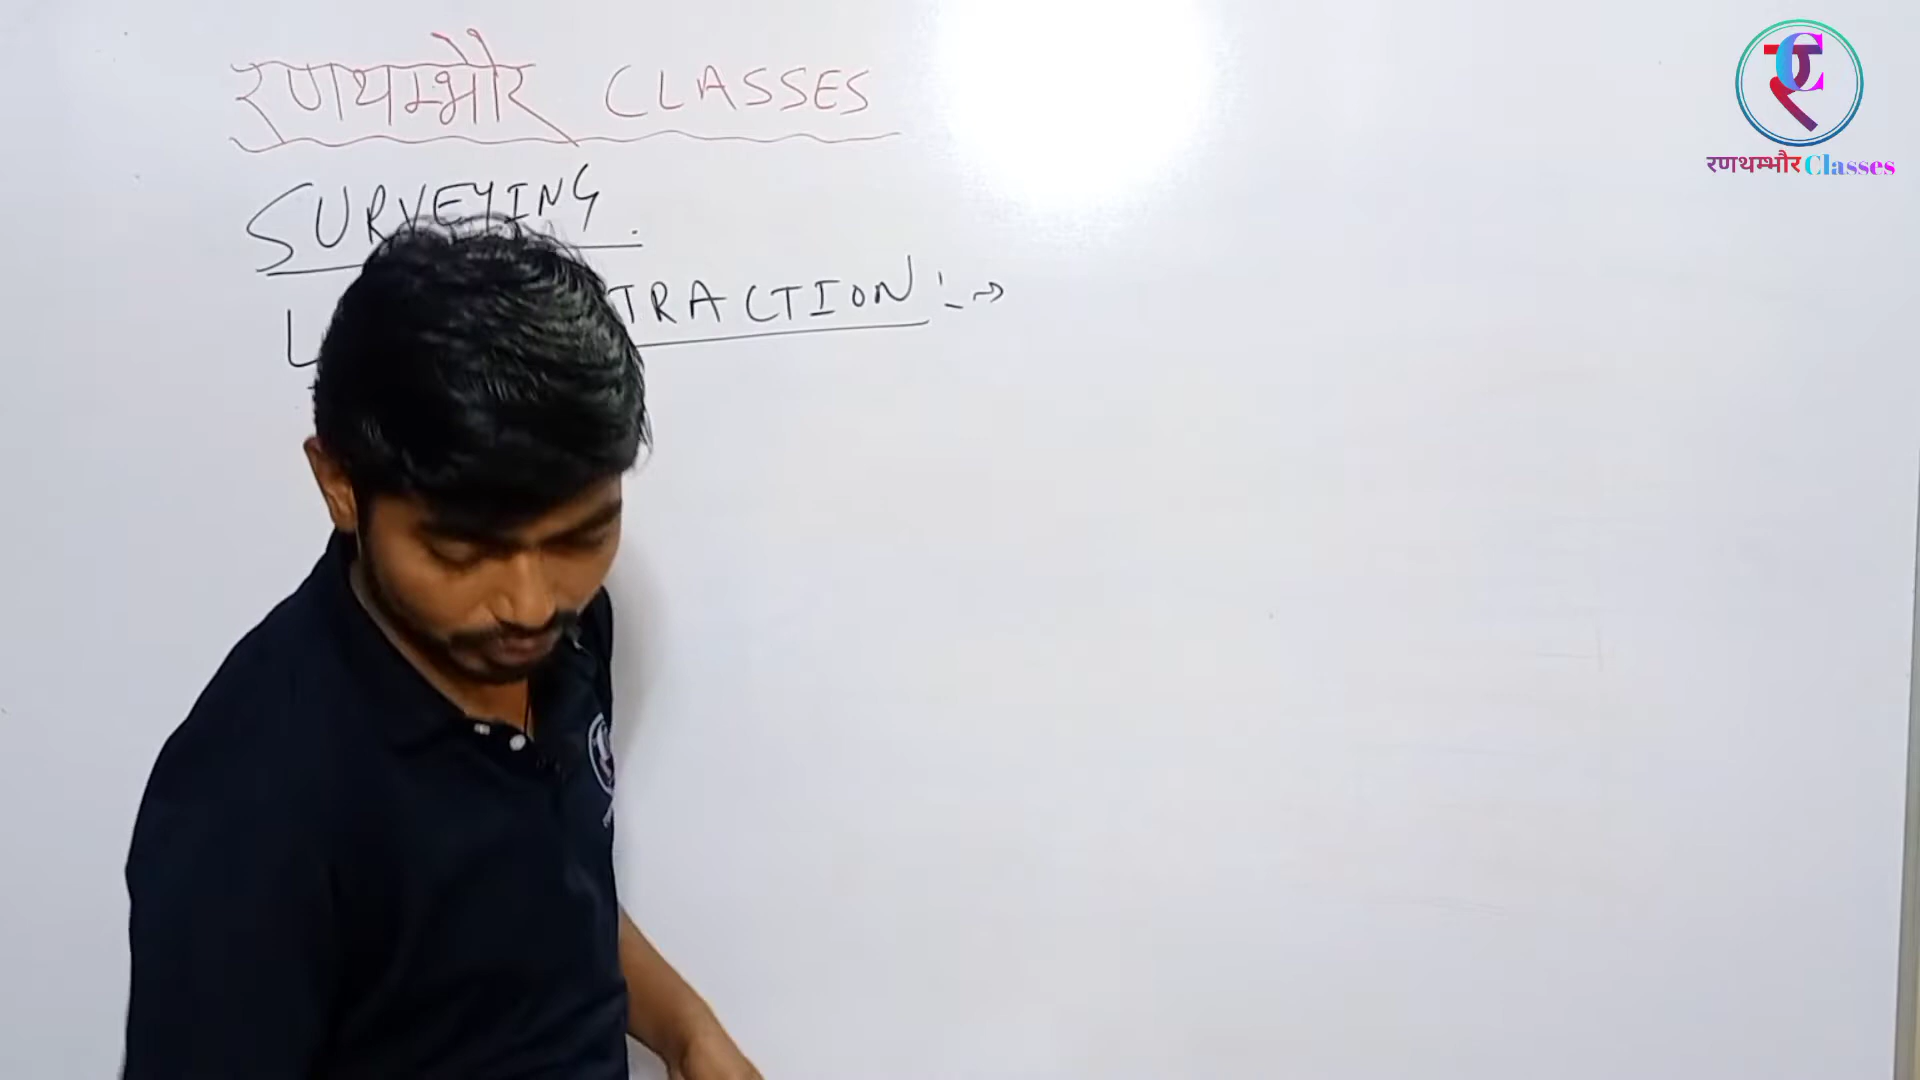 रणथम्भौर CLASSES
SURVEYING.
TRACTION :- →
रणथम्भौर Classes